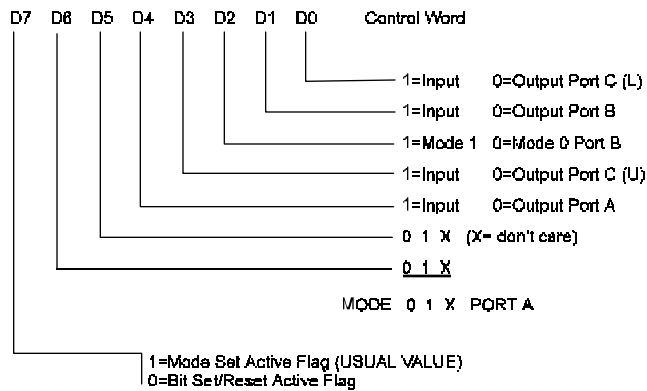 D7 D6 D5 D4 D3 D2 D1 D0 Control Word
1=Input 0=Output Port C (L)
1=Input 0=Output Port B
1=Mode 1 0=Mode 0 Port B
1=Input 0=Output Port C (U)
1=Input 0=Output Port A
0 1 X (X= don't care)
0 1 X
MODE 0 1 X PORT A
1=Mode Set Active Flag (USUAL VALUE)
0=Bit Set/Reset Active Flag